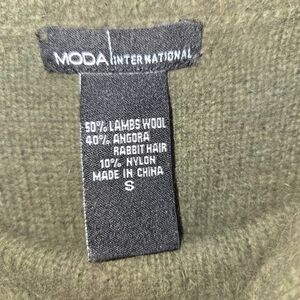 MODA INTERNATIONAL
50% LAMBS WOOL
40% ANGORA
RABBIT HAIR
10% NYLON
MADE IN CHINA
S